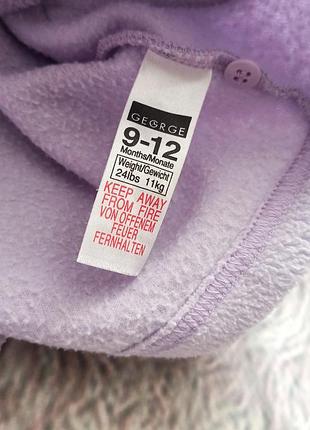 GEORGE
9-12
Months/Monate
Weight/Gewicht
24lbs 11kg
KEEP AWAY
FROM FIRE
VON OFFENEM
FEUER
FERNHALTEN